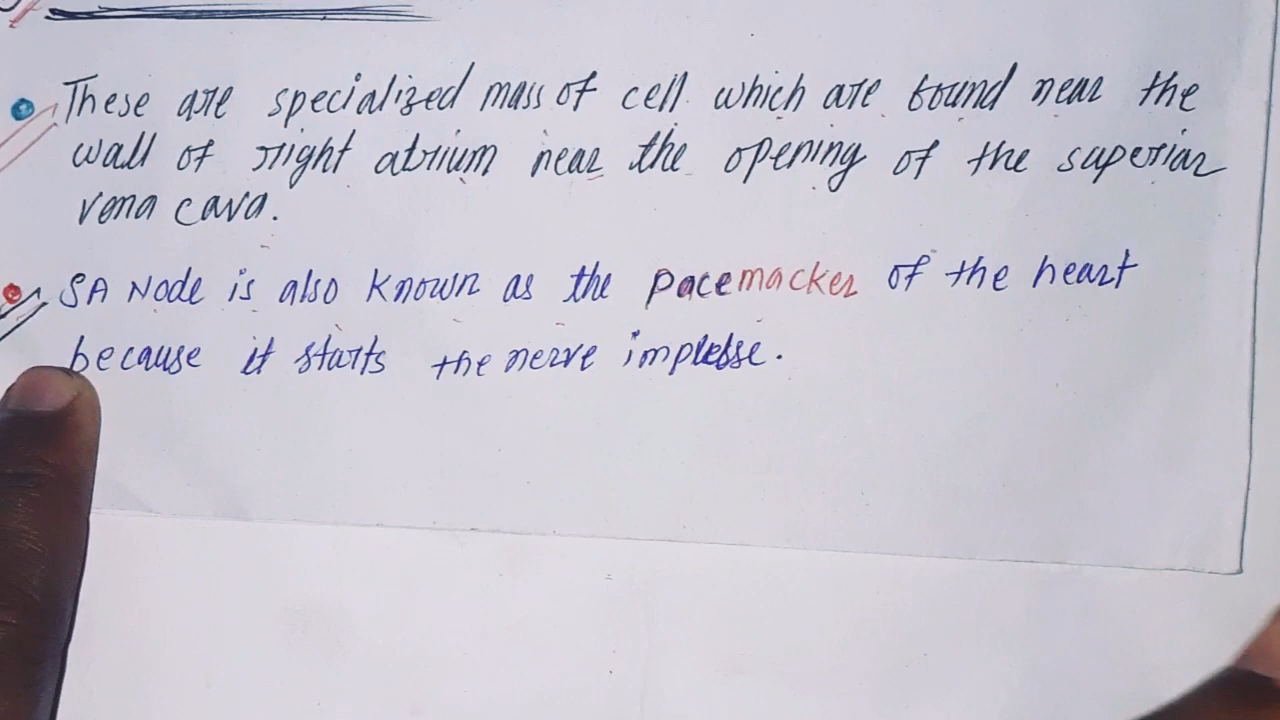 These are specialized mass of cell which are found near the
wall of right atrium near the opening of the superiar
vena cava.
SA Node is also known as the pacemacker of the heart
because it starts the nerve